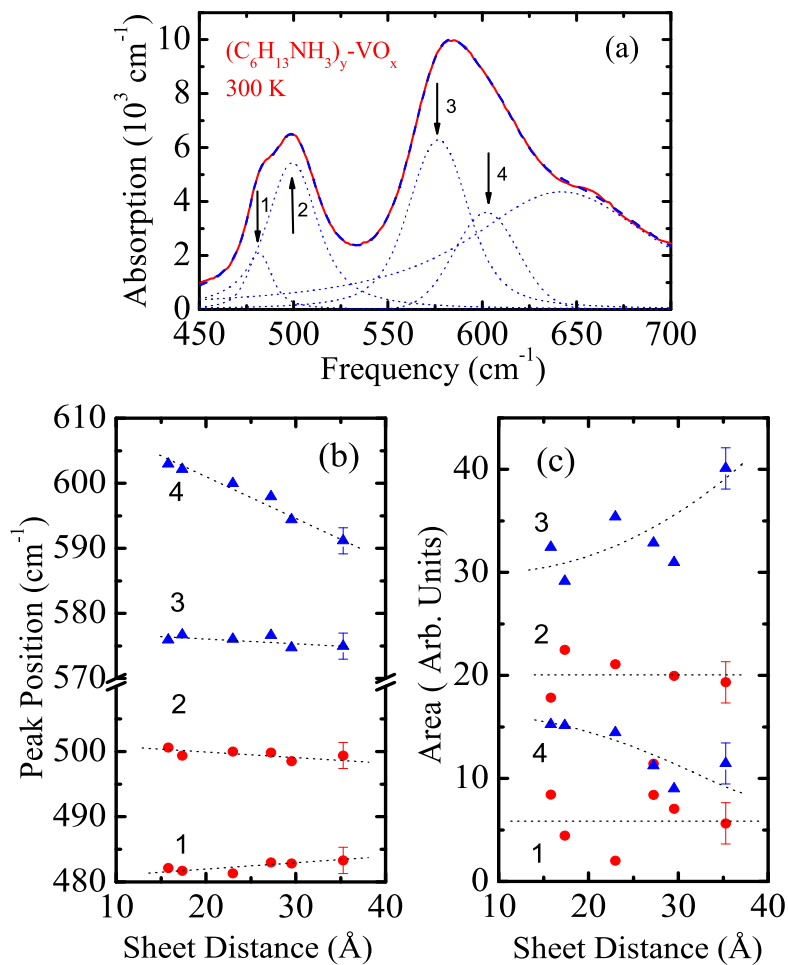 10
8
6
4
2
0
Absorption (10³ cm⁻¹)
(C₆H₁₃NH₃)y-VOₓ
300 K
(a)
1
2
3
4
450 500 550 600 650 700
Frequency (cm⁻¹)
610
600
590
580
570
500
490
480
Peak Position (cm⁻¹)
(b)
4
3
2
1
10 20 30 40
Sheet Distance (Å)
40
30
20
10
0
Area ( Arb. Units)
(c)
3
2
4
1
10 20 30 40
Sheet Distance (Å)